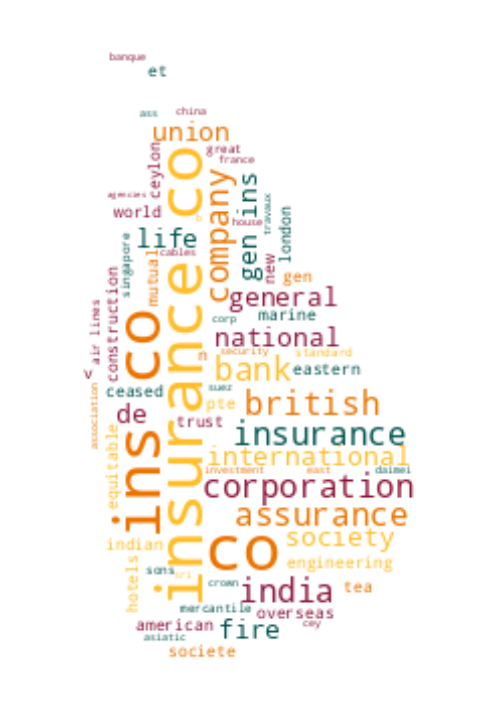 banque
et
ass
china
union
great
france
ceylon
agencies
world
company
gen ins
travaux
house
london
life
cables
singapore
mutual
new
gen
general
marine
corp
construction
air lines
v
national
n
security
standard
bank
eastern
suez
ceased
association
de
pte
british
trust
insurance
equitable
international
investment
east
daimei
ins co
insurance co
corporation
assurance
co
society
indian
engineering
sons
sri
hotels
crown
india
tea
mercantile
overseas
american
fire
cey
asiatic
societe